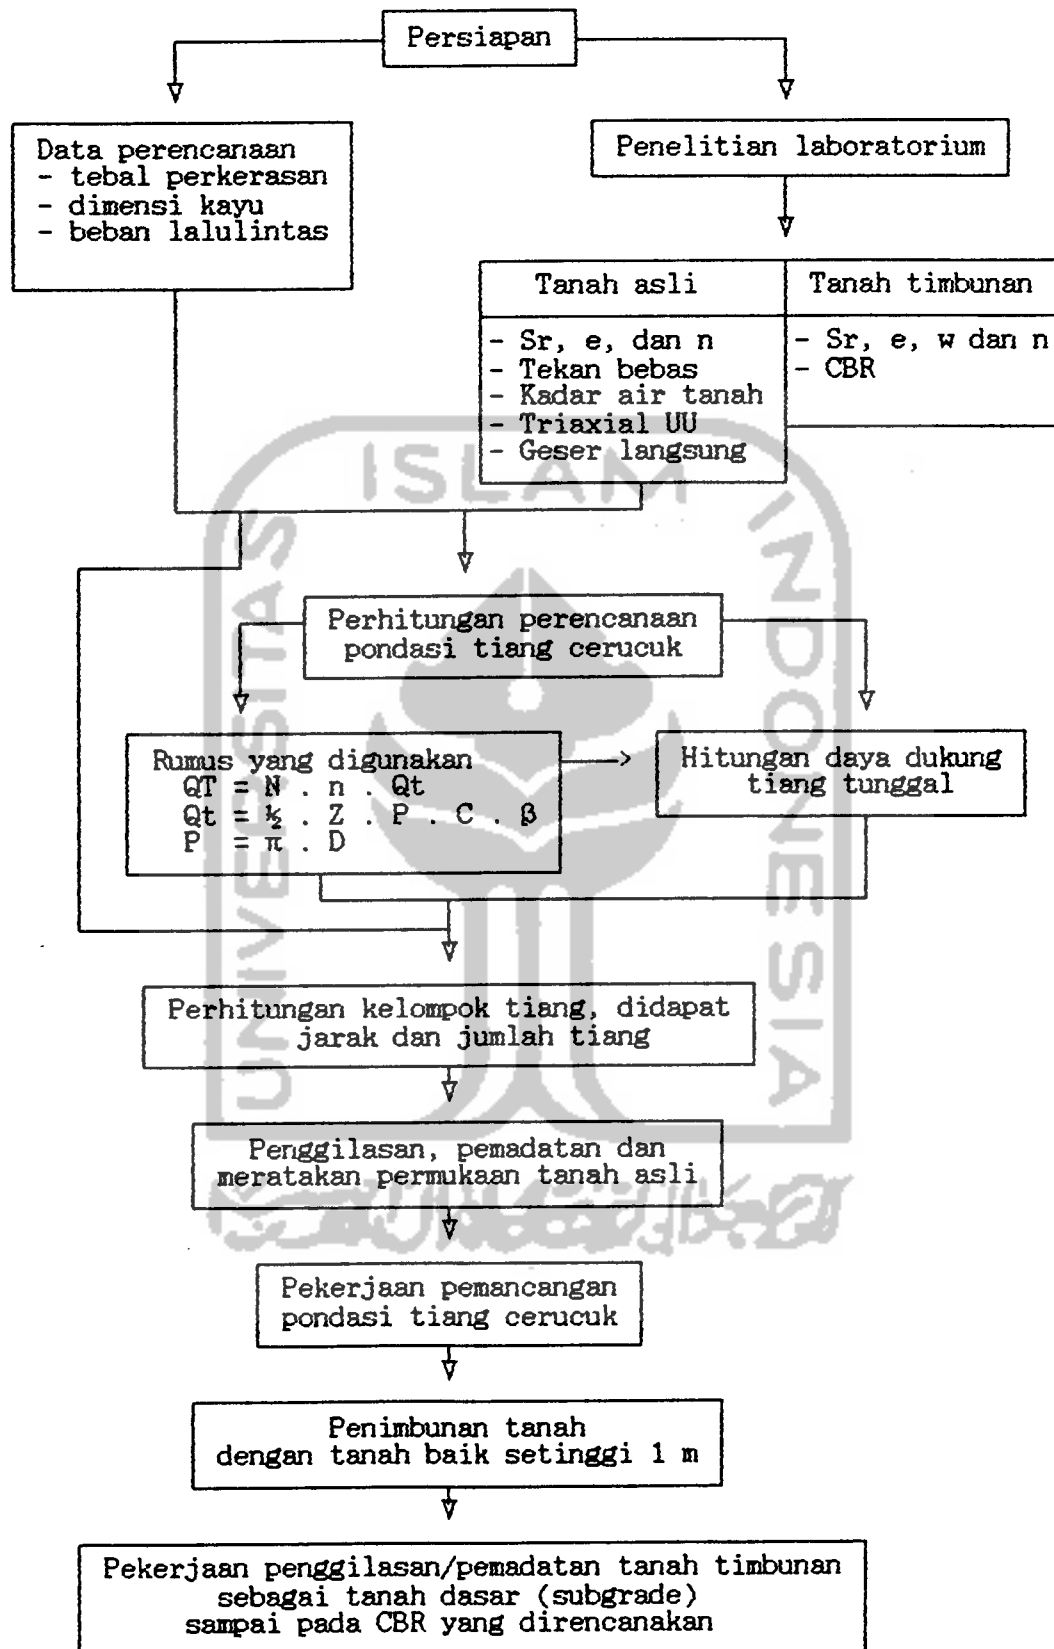 Persiapan
Data perencanaan
- tebal perkerasan
- dimensi kayu
- beban lalulintas
Penelitian laboratorium
Tanah asli
- Sr, e, dan n
- Tekan bebas
- Kadar air tanah
- Triaxial UU
- Geser langsung
Tanah timbunan
- Sr, e, w dan n
- CBR
Perhitungan perencanaan
pondasi tiang cerucuk
Rumus yang digunakan
QT = N . n . Qt
Qt = ½ . Z . P . C . β
P = π . D
Hitungan daya dukung
tiang tunggal
Perhitungan kelompok tiang, didapat
jarak dan jumlah tiang
Penggilasan, pemadatan dan
meratakan permukaan tanah asli
Pekerjaan pemancangan
pondasi tiang cerucuk
Penimbunan tanah
dengan tanah baik setinggi 1 m
Pekerjaan penggilasan/pemadatan tanah timbunan
sebagai tanah dasar (subgrade)
sampai pada CBR yang direncanakan
UNIVERSITAS
ISLAM
INDONESIA